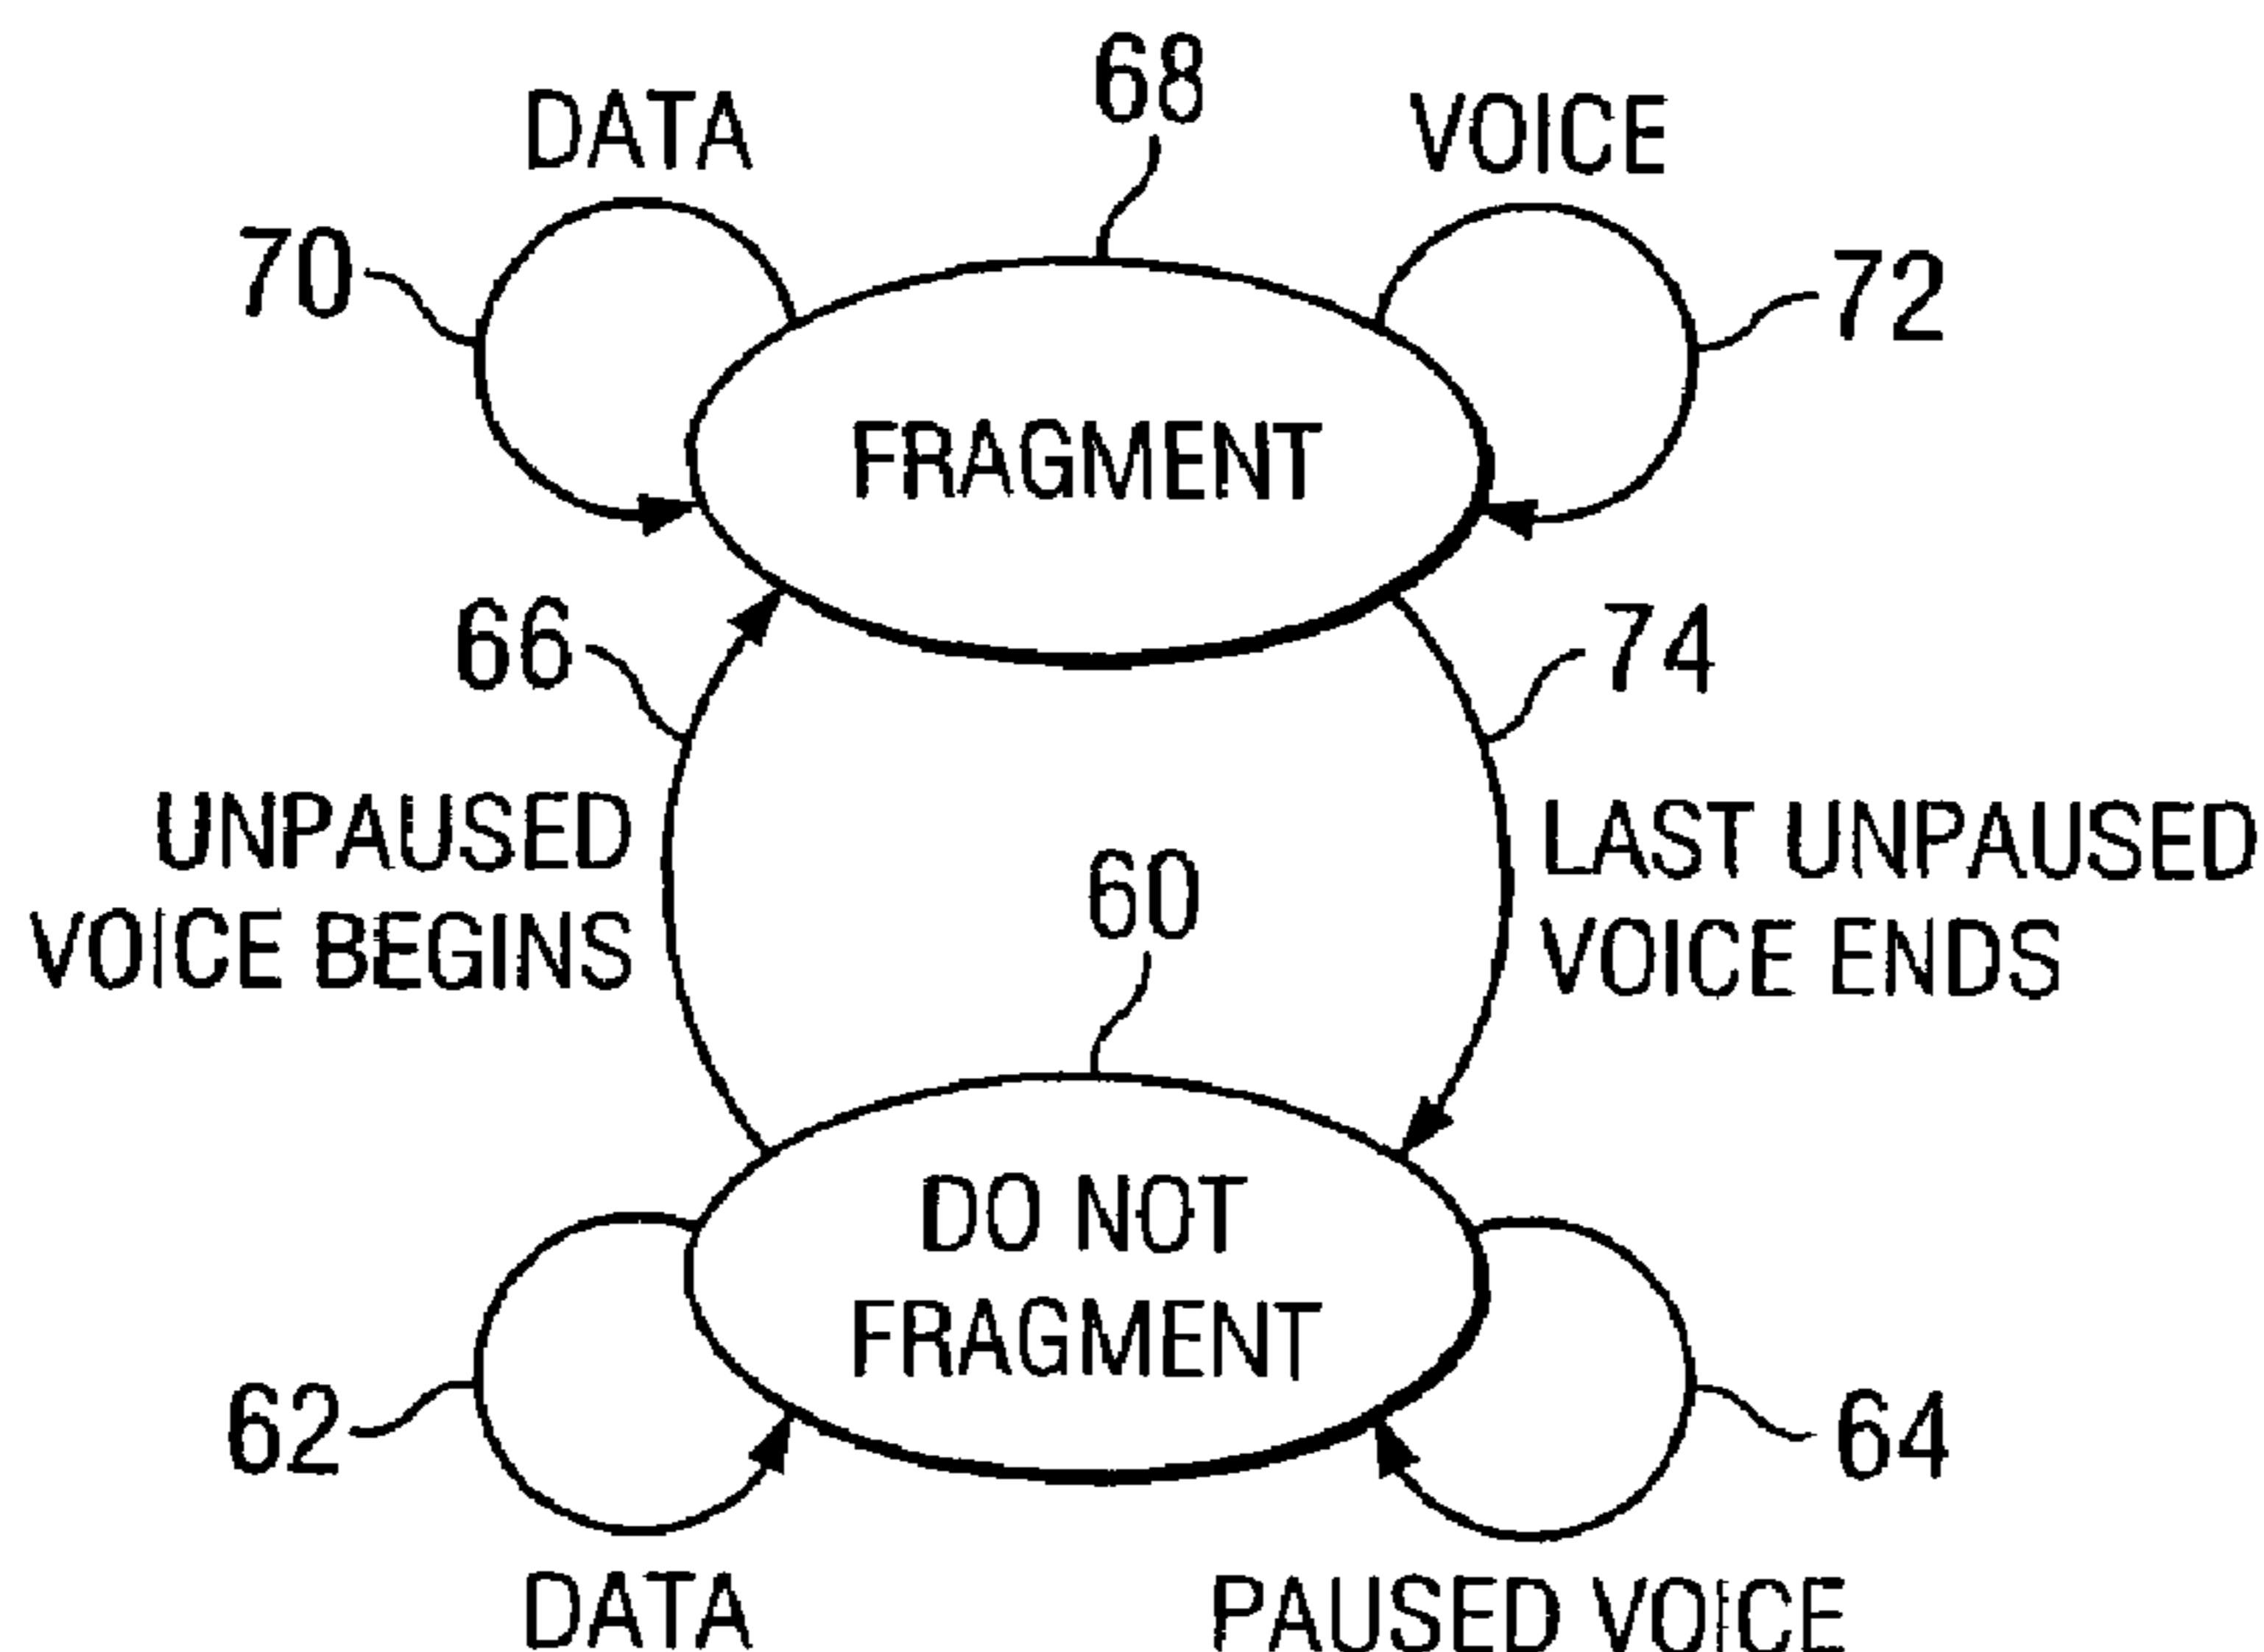 68
DATA
VOICE
70
72
FRAGMENT
66
74
UNPAUSED
VOICE BEGINS
LAST UNPAUSED
VOICE ENDS
60
DO NOT
FRAGMENT
62
64
DATA
PAUSED VOICE